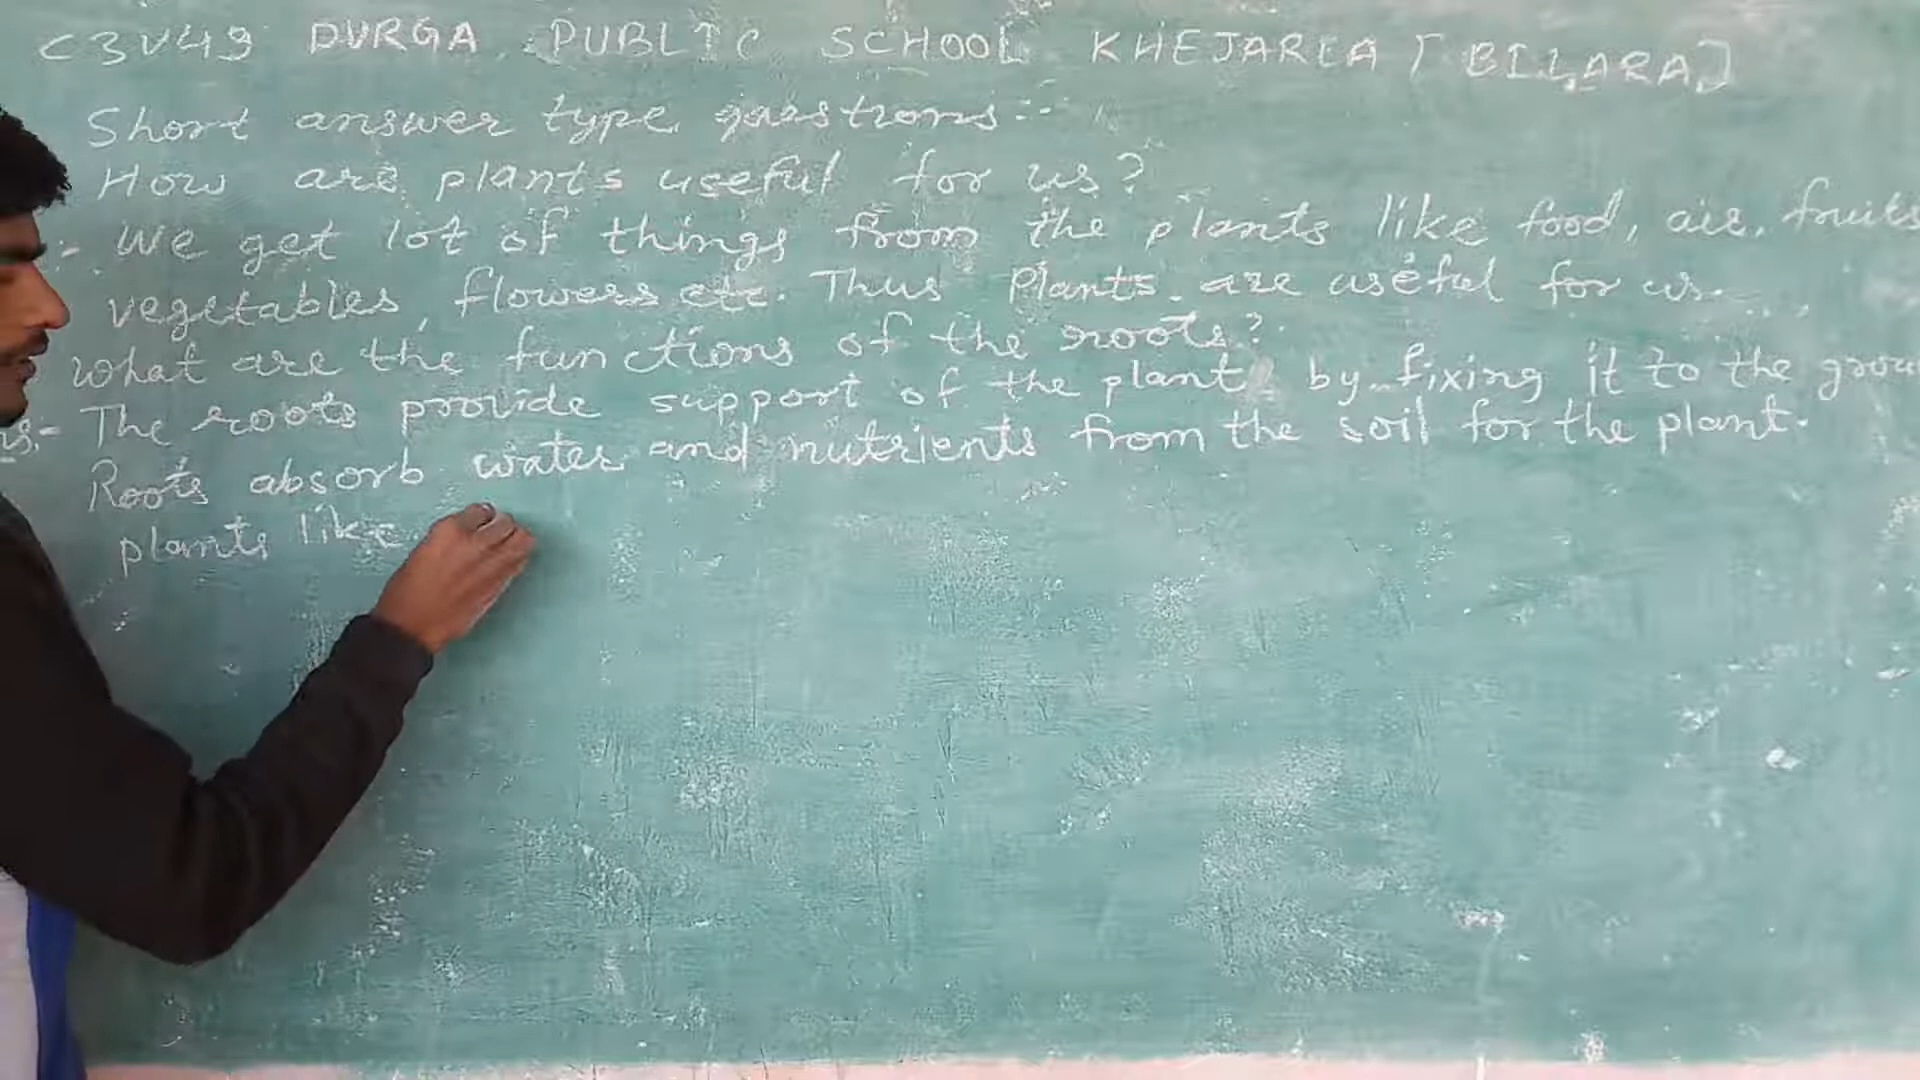 C3V49 DURGA PUBLIC SCHOOL KHEJARLA [BILARA]
Short answer type questions:-
How are plants useful for us?
:- We get lot of things from the plants like food, air, fruits
vegetables, flowers etc. Thus Plants are useful for us.
What are the functions of the roots?
ns:- The roots provide support of the plant by fixing it to the grou
Roots absorb water and nutrients from the soil for the plant.
plants like